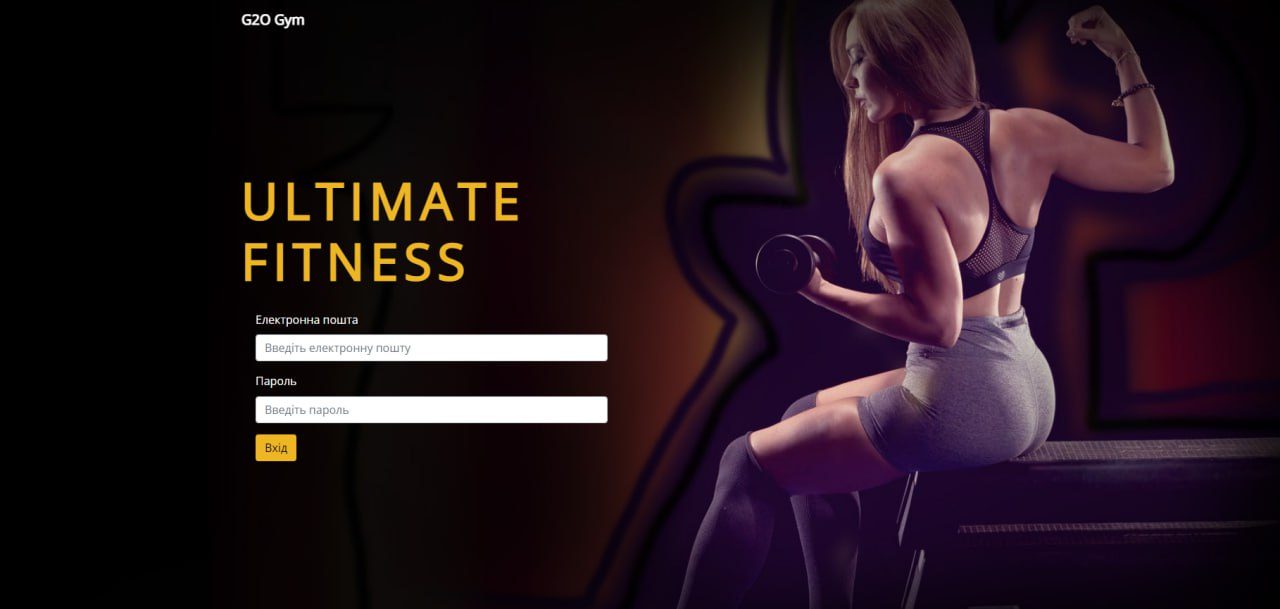 G2O Gym
ULTIMATE
FITNESS
Електронна пошта
Введіть електронну пошту
Пароль
Введіть пароль
Вхід